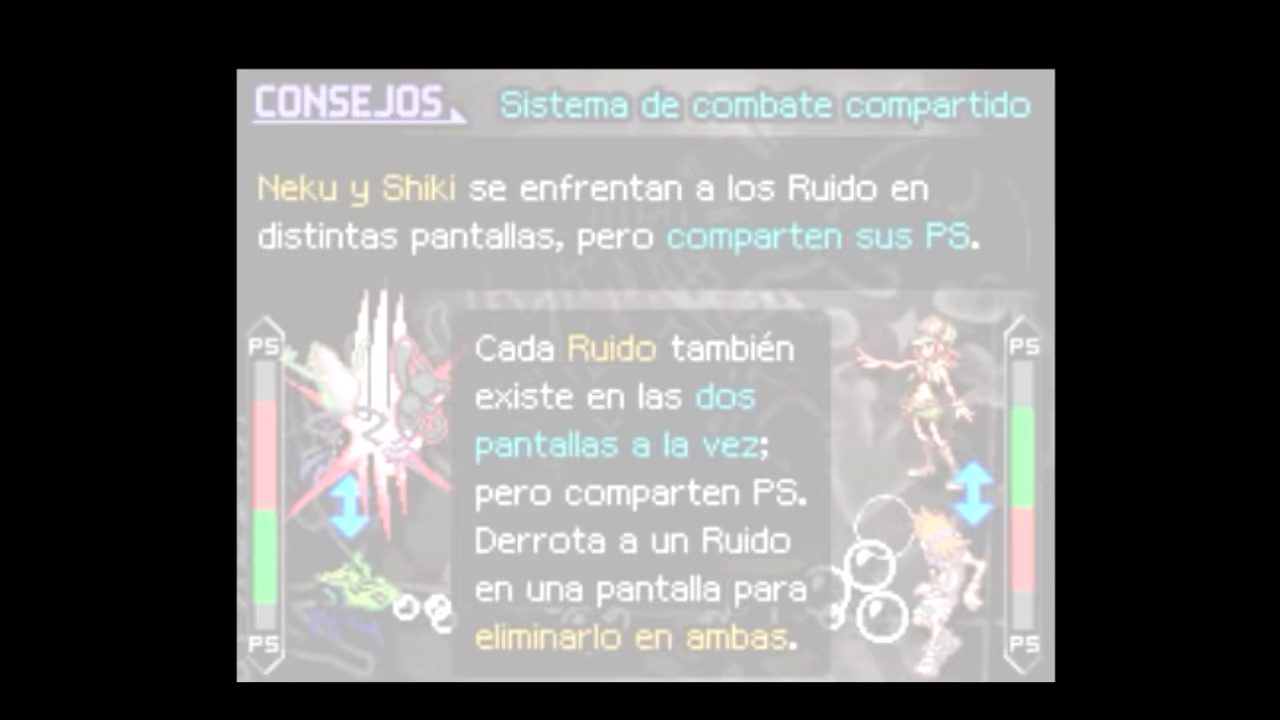 CONSEJOS
Sistema de combate compartido
Neku y Shiki se enfrentan a los Ruido en
distintas pantallas, pero comparten sus PS.
PS
PS
Cada Ruido también
existe en las dos
pantallas a la vez;
pero comparten PS.
Derrota a un Ruido
en una pantalla para
eliminarlo en ambas.
PS
PS